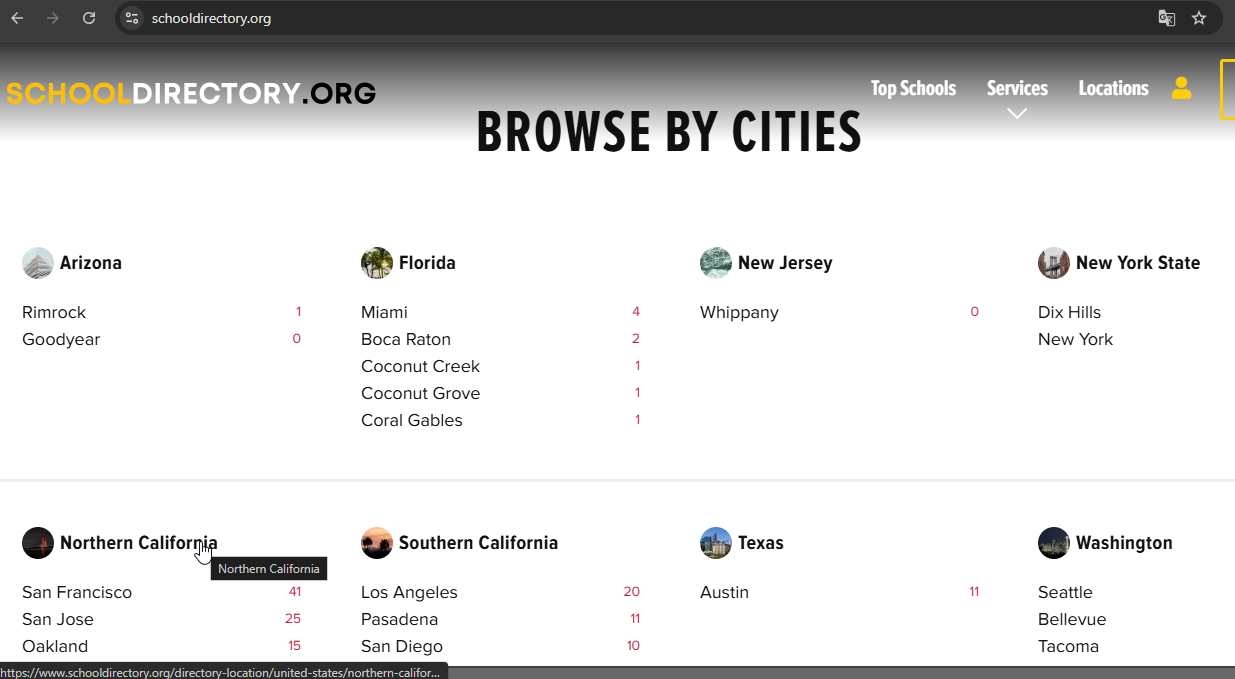 schooldirectory.org
SCHOOLDIRECTORY.ORG
Top Schools
Services
Locations
BROWSE BY CITIES
Arizona
Rimrock 1
Goodyear 0
Florida
Miami 4
Boca Raton 2
Coconut Creek 1
Coconut Grove 1
Coral Gables 1
New Jersey
Whippany 0
New York State
Dix Hills
New York
Northern California
Northern California
San Francisco 41
San Jose 25
Oakland 15
Southern California
Los Angeles 20
Pasadena 11
San Diego 10
Texas
Austin 11
Washington
Seattle
Bellevue
Tacoma
https://www.schooldirectory.org/directory-location/united-states/northern-califor...